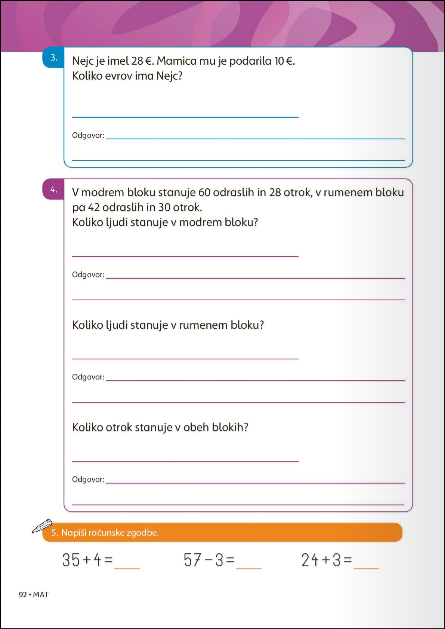 3.
Nejc je imel 28 €. Mamica mu je podarila 10 €.
Koliko evrov ima Nejc?
Odgovor:
4.
V modrem bloku stanuje 60 odraslih in 28 otrok, v rumenem bloku
pa 42 odraslih in 30 otrok.
Koliko ljudi stanuje v modrem bloku?
Odgovor:
Koliko ljudi stanuje v rumenem bloku?
Odgovor:
Koliko otrok stanuje v obeh blokih?
Odgovor:
5. Napiši računske zgodbe.
35 + 4 = ___ 57 – 3 = ___ 24 + 3 = ___
92 • MAT